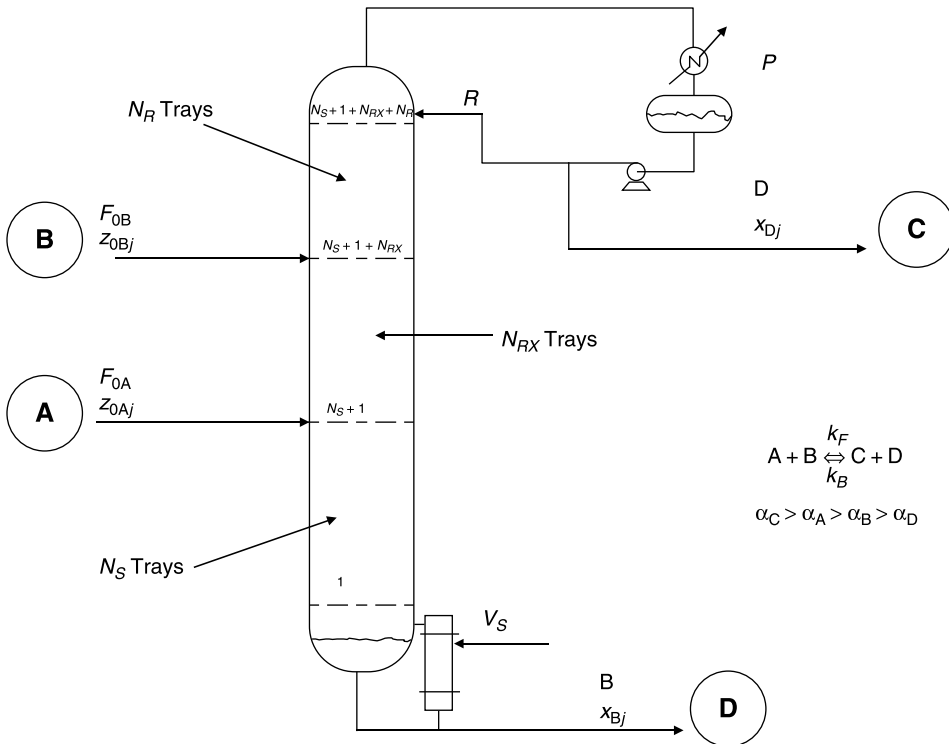 P
R
N_S + 1 + N_RX + N_R
N_R Trays
D
x_Dj
C
F_0B
z_0Bj
B
N_S + 1 + N_RX
N_RX Trays
F_0A
z_0Aj
A
N_S + 1
k_F
A + B ⇔ C + D
k_B
α_C > α_A > α_B > α_D
N_S Trays
1
V_S
B
x_Bj
D